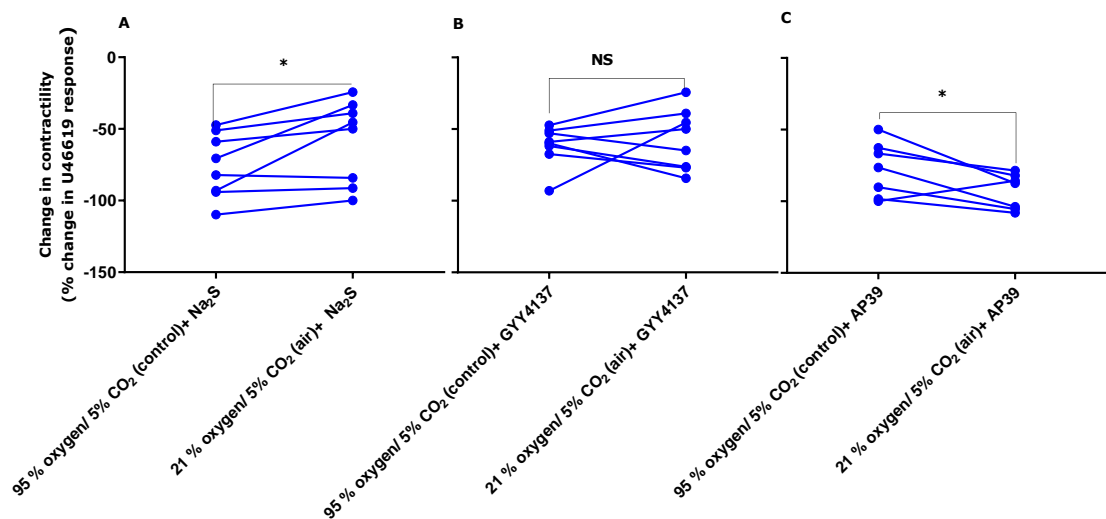 A
B
C
Change in contractility
(% change in U46619 response)
0
-50
-100
-150
*
NS
*
95 % oxygen/ 5% CO₂ (control)+ Na₂S
21 % oxygen/ 5% CO₂ (air)+ Na₂S
95 % oxygen/ 5% CO₂ (control)+ GYY4137
21 % oxygen/ 5% CO₂ (air)+ GYY4137
95 % oxygen/ 5% CO₂ (control)+ AP39
21 % oxygen/ 5% CO₂ (air)+ AP39